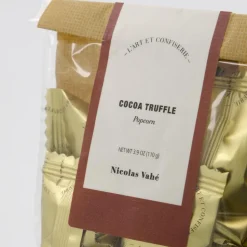 - L'ART ET CONFISERIE -
COCOA TRUFFLE
Popcorn
NET WT 3.9 OZ (110 g)
Nicolas Vahé